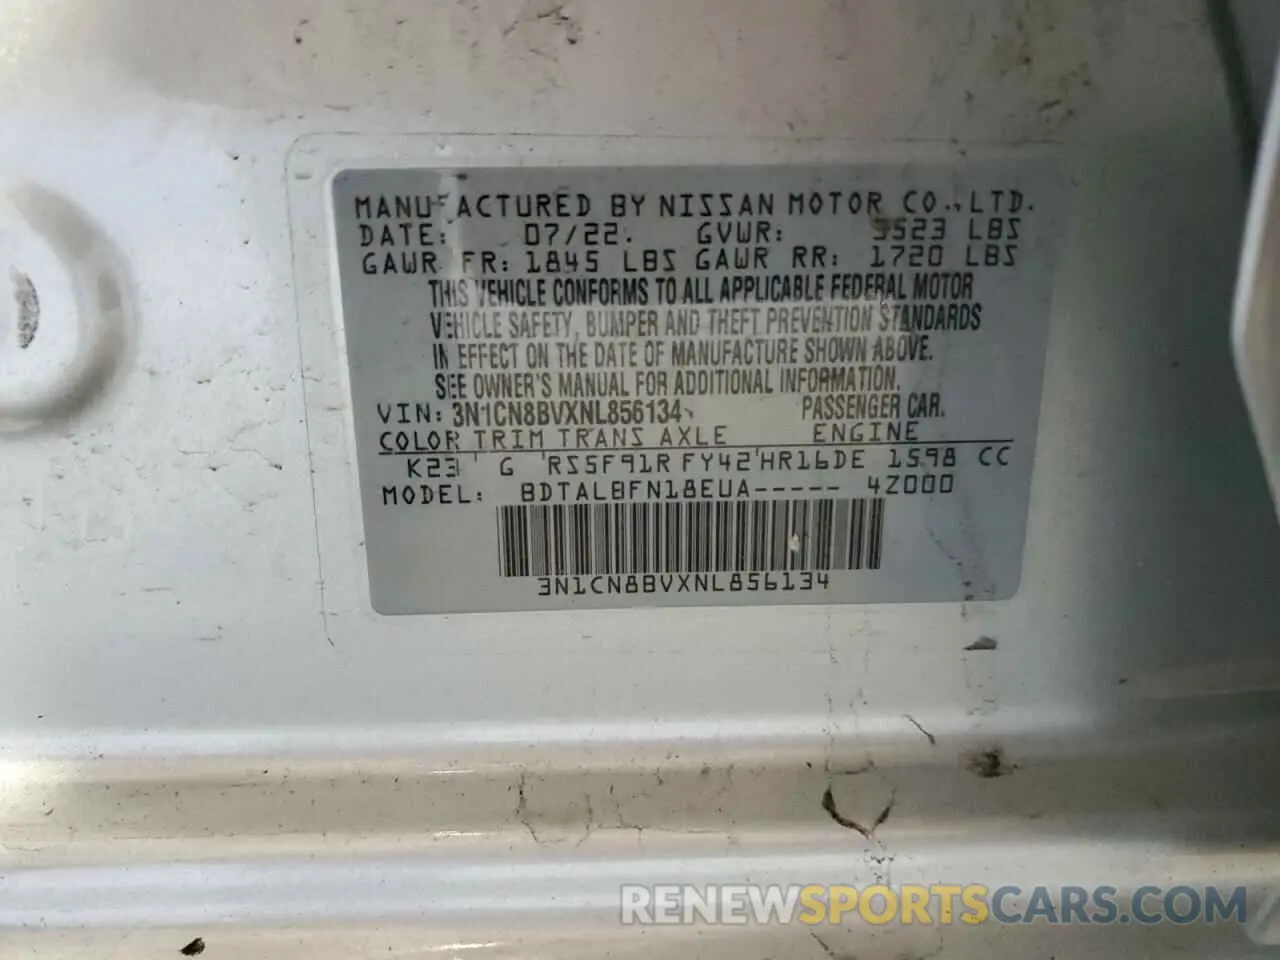 MANUFACTURED BY NISSAN MOTOR CO., LTD.
DATE: 07/22. GVWR: 3523 LBS
GAWR FR: 1845 LBS GAWR RR: 1720 LBS
THIS VEHICLE CONFORMS TO ALL APPLICABLE FEDERAL MOTOR
VEHICLE SAFETY, BUMPER AND THEFT PREVENTION STANDARDS
IN EFFECT ON THE DATE OF MANUFACTURE SHOWN ABOVE.
SEE OWNER'S MANUAL FOR ADDITIONAL INFORMATION.
VIN: 3N1CN8BVXNL856134 PASSENGER CAR.
COLOR TRIM TRANS AXLE ENGINE
K23 G RS5F91R FY42 HR16DE 1598 CC
MODEL: BDTALBFN18EUA----- 4Z000
3N1CN8BVXNL856134
RENEWSPORTSCARS.COM